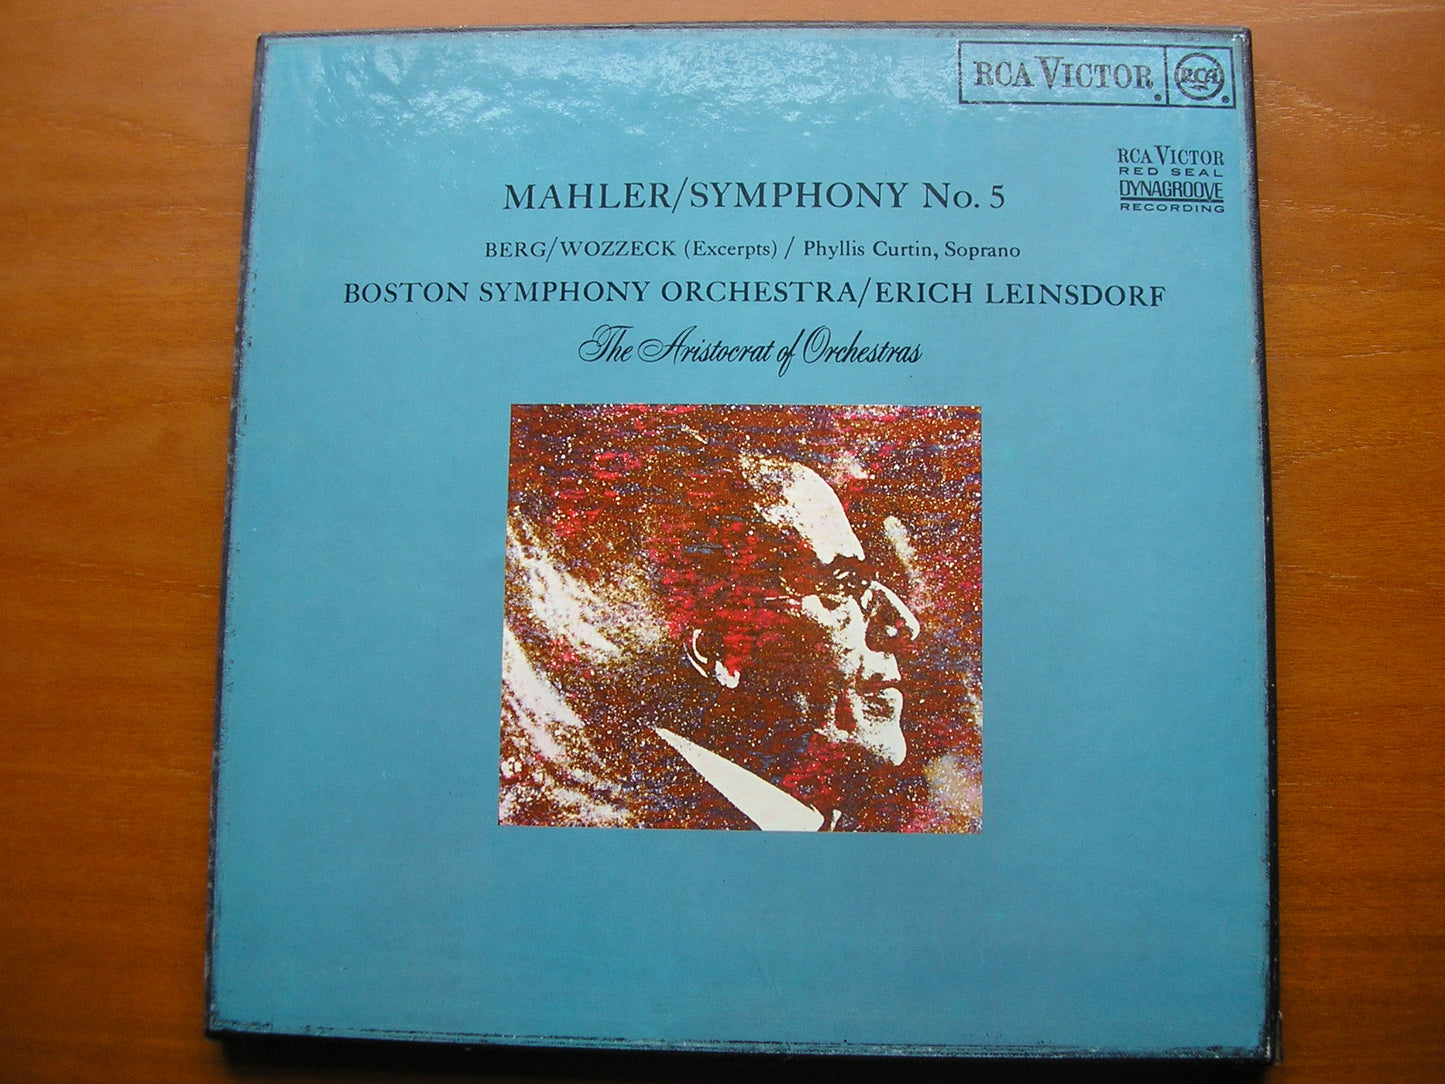 RCA VICTOR RCA
RCA VICTOR
RED SEAL
DYNAGROOVE
RECORDING
MAHLER/SYMPHONY No. 5
BERG/WOZZECK (Excerpts) / Phyllis Curtin, Soprano
BOSTON SYMPHONY ORCHESTRA/ERICH LEINSDORF
The Aristocrat of Orchestras